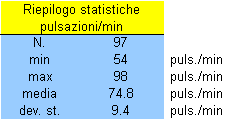 Riepilogo statistiche
pulsazioni/min
N. 97
min 54 puls./min
max 98 puls./min
media 74.8 puls./min
dev. st. 9.4 puls./min